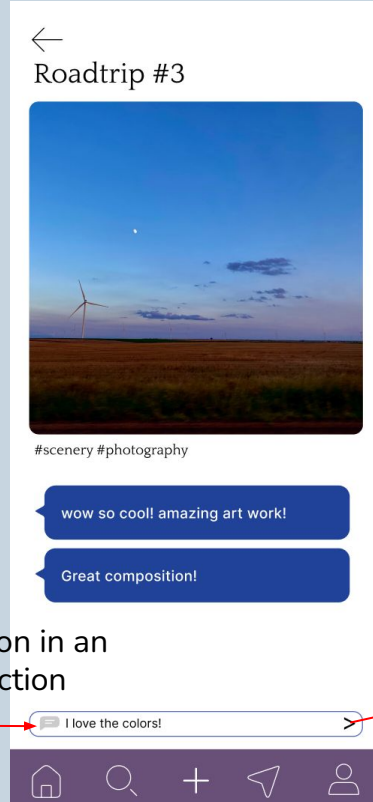 Roadtrip #3
#scenery #photography
wow so cool! amazing art work!
Great composition!
on in an
ction
I love the colors!